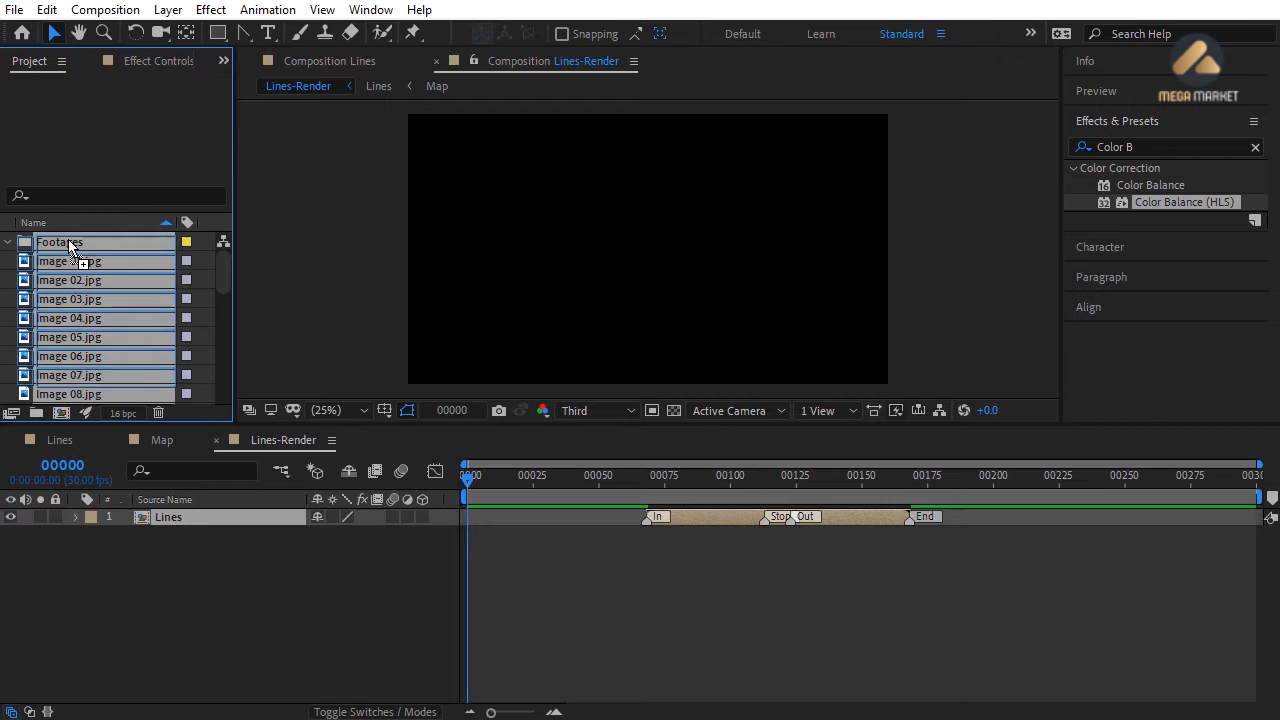 File Edit Composition Layer Effect Animation View Window Help
Snapping Default Learn Standard Search Help
Project Effect Controls Composition Lines Composition Lines-Render Info
Lines-Render Lines Map Preview
MEGA MARKET
Effects & Presets
Color B
Color Correction
16 Color Balance
32 Color Balance (HLS)
Name
Footages
Image 02.jpg
Image 03.jpg
Image 04.jpg
Image 05.jpg
Image 06.jpg
Image 07.jpg
Image 08.jpg
Character
Paragraph
Align
16 bpc (25%) 00000 Third Active Camera 1 View +0.0
Lines Map Lines-Render
00000
0:00:00:00 (30.00 fps)
0000 00025 00050 00075 00100 00125 00150 00175 00200 00225 00250 00275 0030
# Source Name fx
1 Lines In Stop Out End
Toggle Switches / Modes